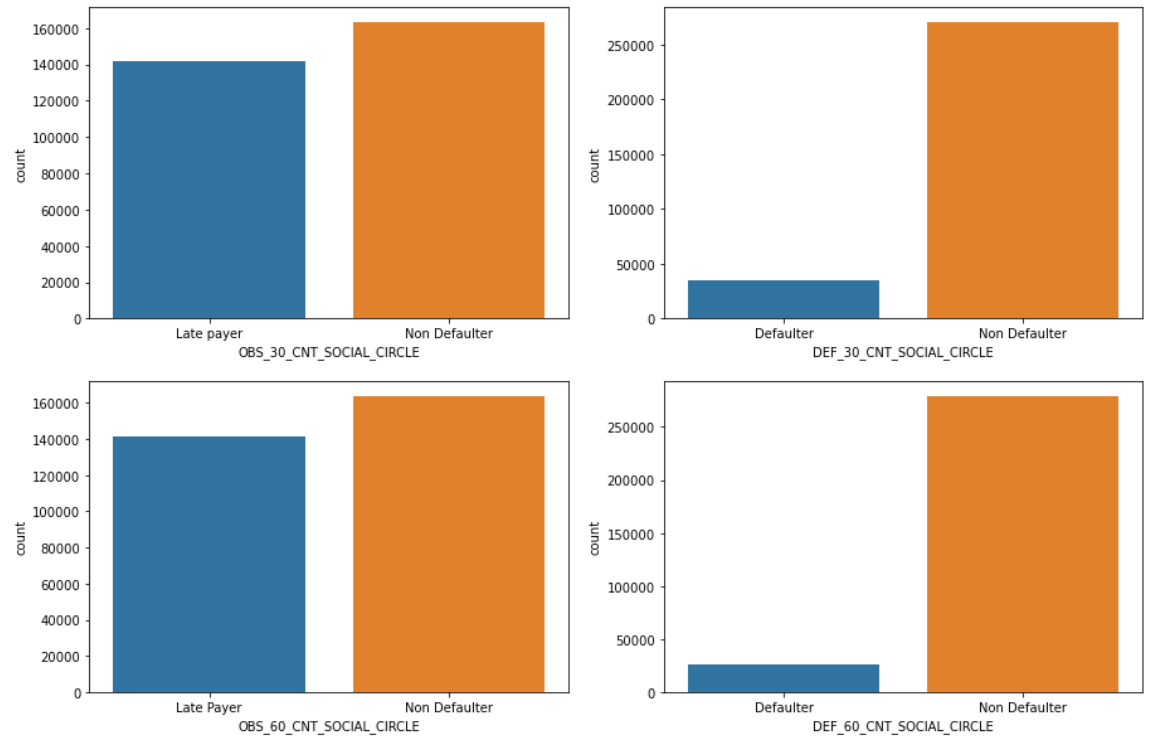 160000
140000
120000
100000
80000
60000
40000
20000
0
count
Late payer Non Defaulter
OBS_30_CNT_SOCIAL_CIRCLE
250000
200000
150000
100000
50000
0
count
Defaulter Non Defaulter
DEF_30_CNT_SOCIAL_CIRCLE
160000
140000
120000
100000
80000
60000
40000
20000
0
count
Late Payer Non Defaulter
OBS_60_CNT_SOCIAL_CIRCLE
250000
200000
150000
100000
50000
0
count
Defaulter Non Defaulter
DEF_60_CNT_SOCIAL_CIRCLE